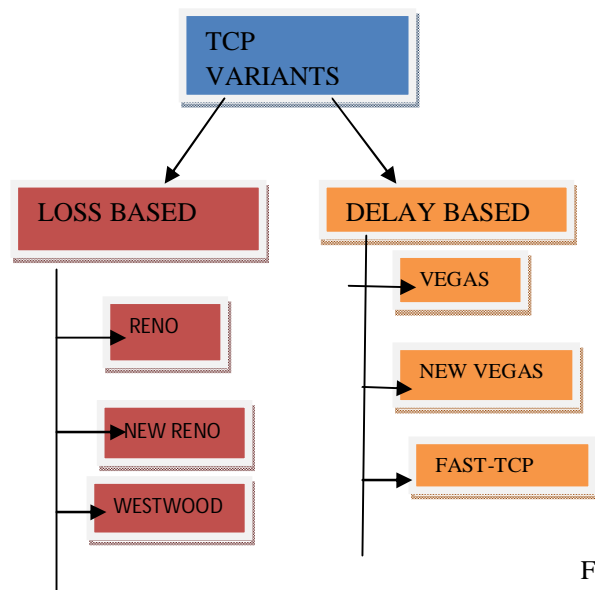 TCP
VARIANTS
LOSS BASED
DELAY BASED
RENO
NEW RENO
WESTWOOD
VEGAS
NEW VEGAS
FAST-TCP
F